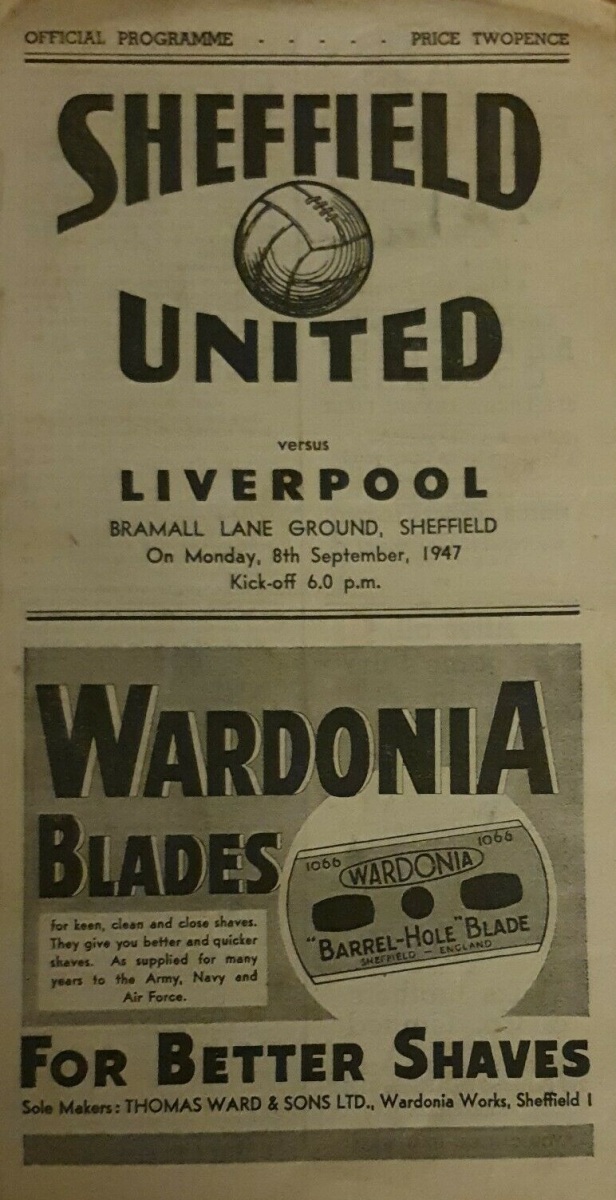 OFFICIAL PROGRAMME - - - - - PRICE TWOPENCE
SHEFFIELD
UNITED
versus
LIVERPOOL
BRAMALL LANE GROUND, SHEFFIELD
On Monday, 8th September, 1947
Kick-off 6.0 p.m.
WARDONIA
BLADES
for keen, clean and close shaves.
They give you better and quicker
shaves. As supplied for many
years to the Army, Navy and
Air Force.
1066 WARDONIA 1066
"BARREL-HOLE" BLADE
SHEFFIELD - ENGLAND
FOR BETTER SHAVES
Sole Makers: THOMAS WARD & SONS LTD., Wardonia Works, Sheffield 1